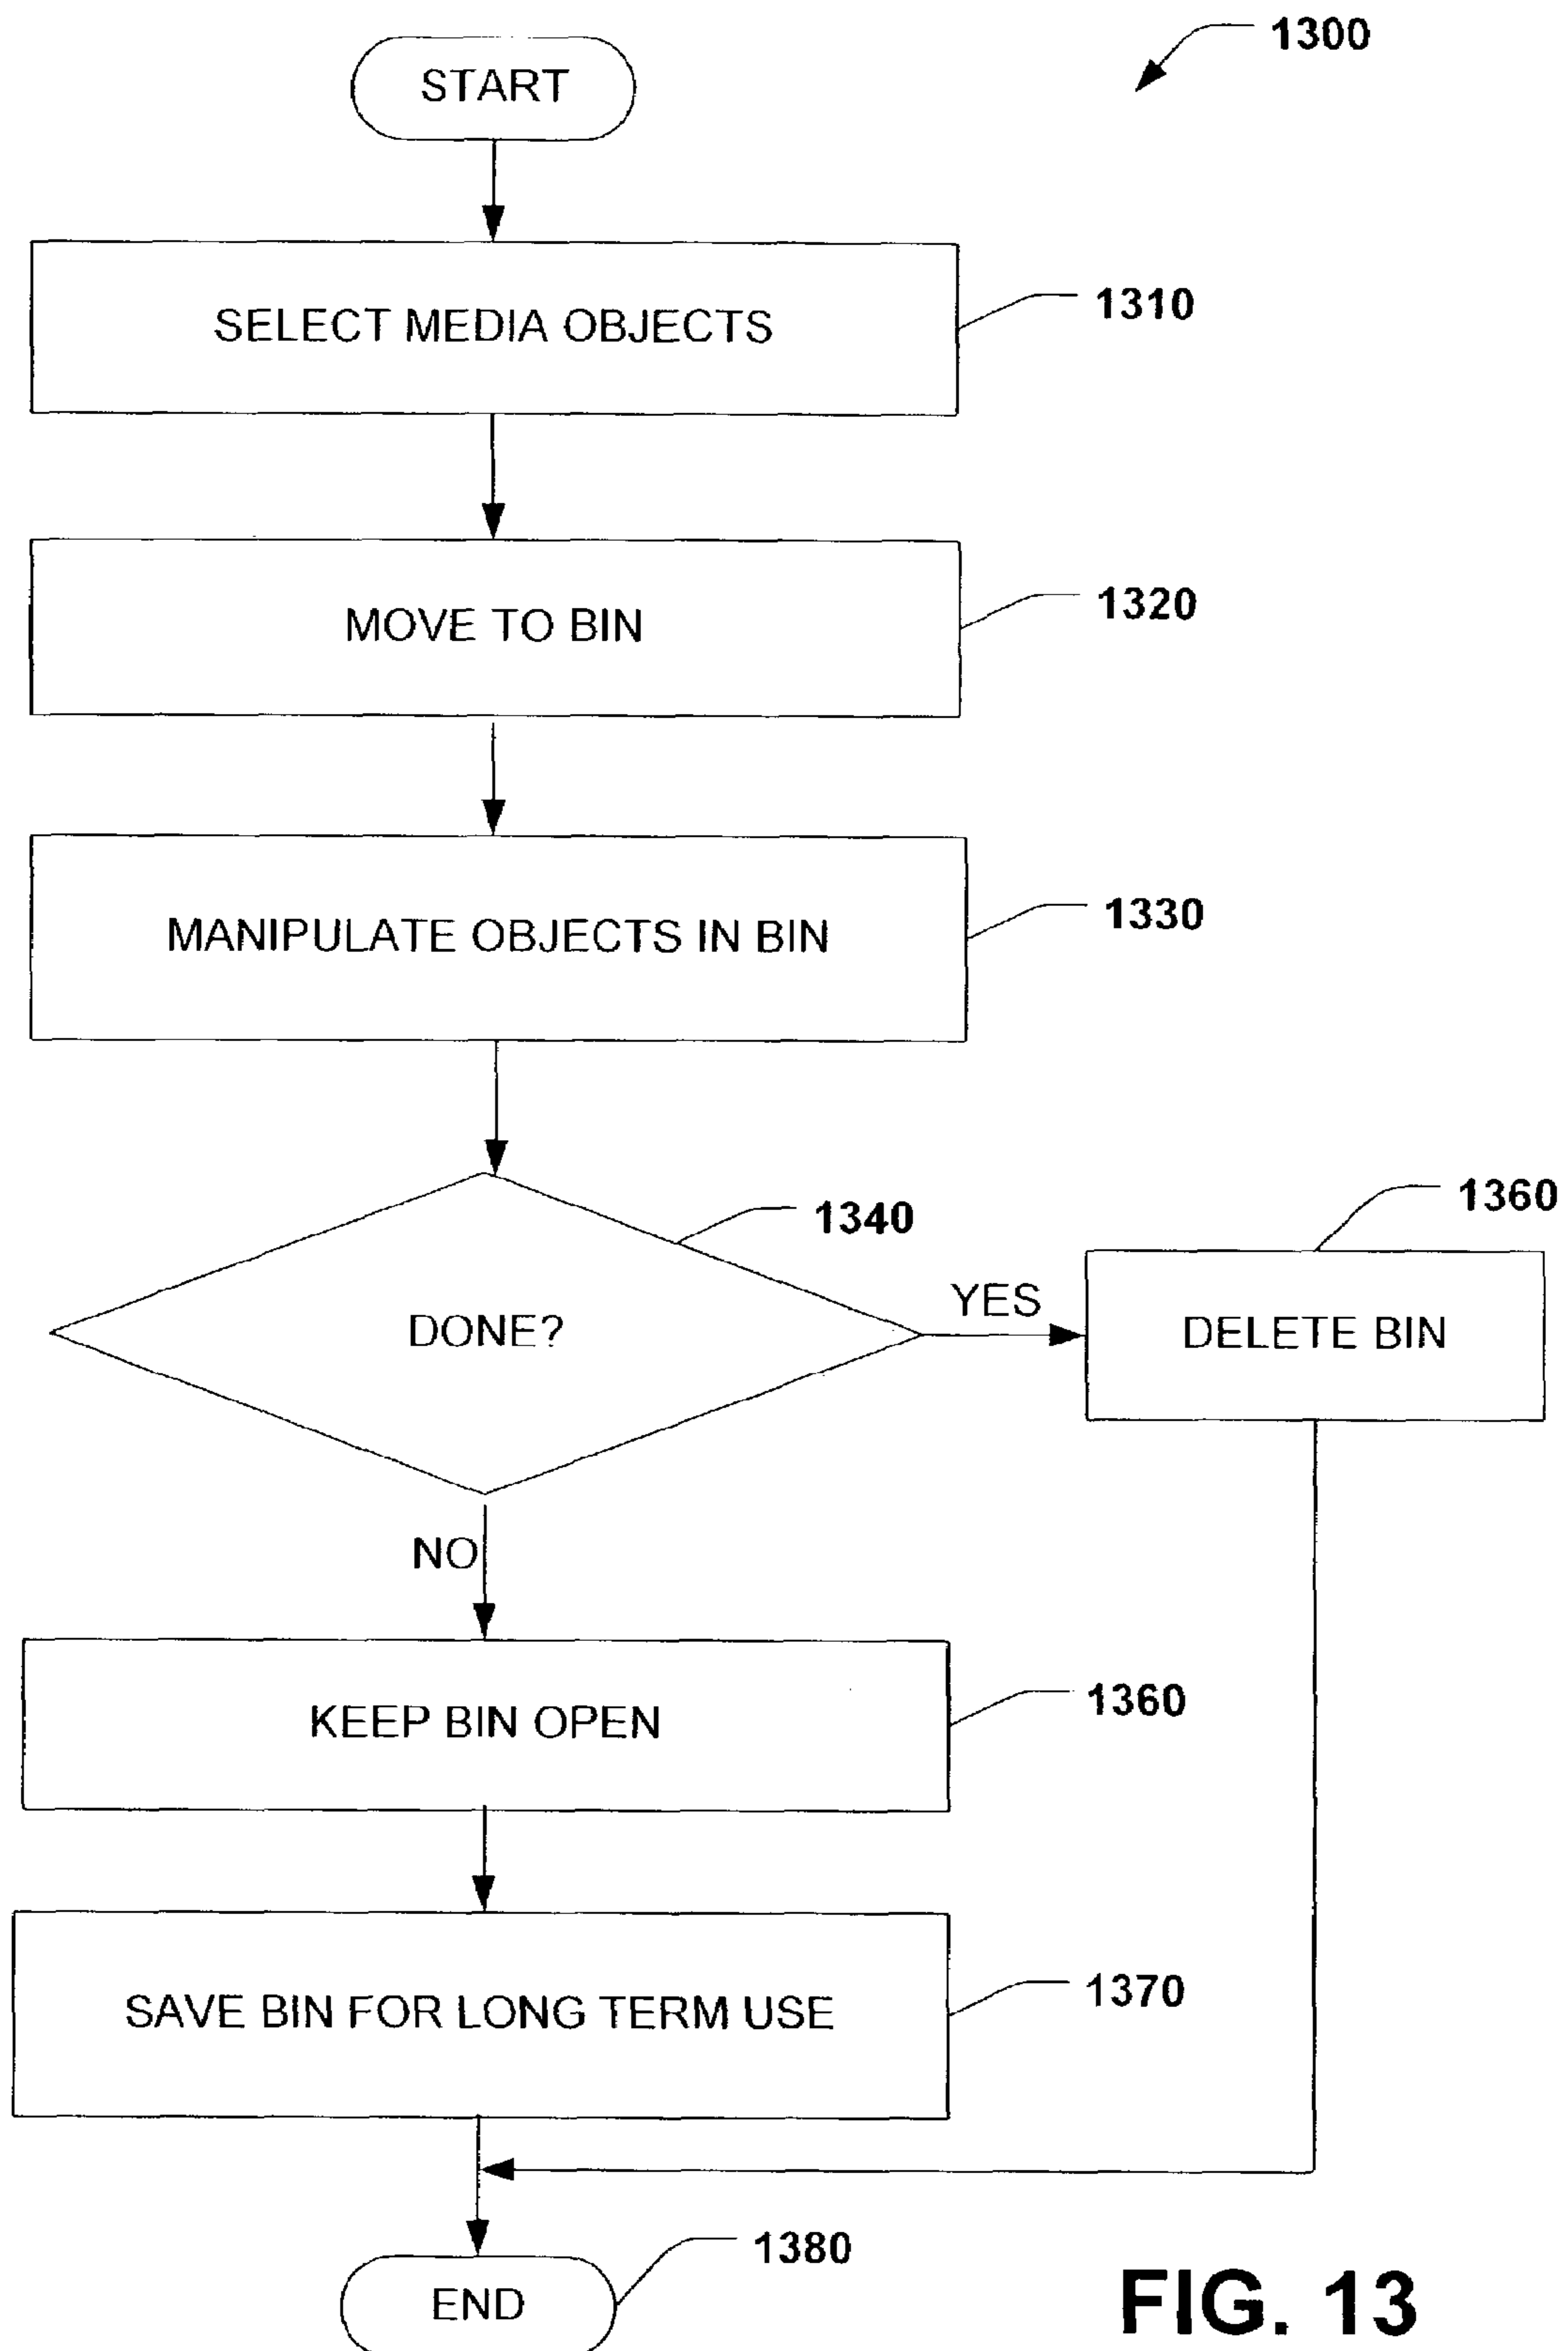 1300
START
SELECT MEDIA OBJECTS
1310
MOVE TO BIN
1320
MANIPULATE OBJECTS IN BIN
1330
1340
DONE?
YES
1360
DELETE BIN
NO
KEEP BIN OPEN
1360
SAVE BIN FOR LONG TERM USE
1370
END
1380
FIG. 13